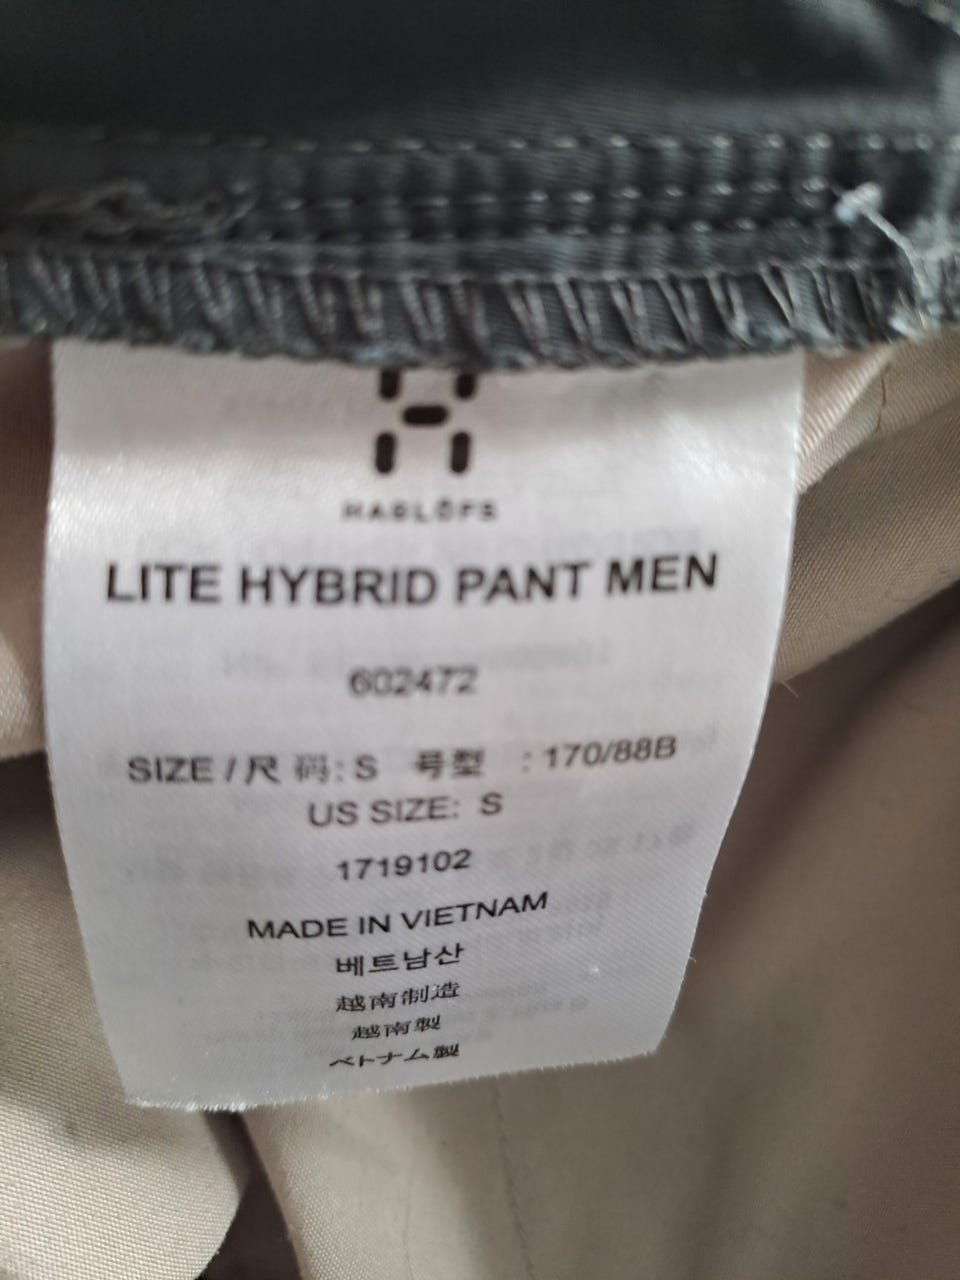 HAGLÖFS
LITE HYBRID PANT MEN
602472
SIZE / 尺码: S 号型 : 170/88B
US SIZE: S
1719102
MADE IN VIETNAM
베트남산
越南制造
越南製
ベトナム製